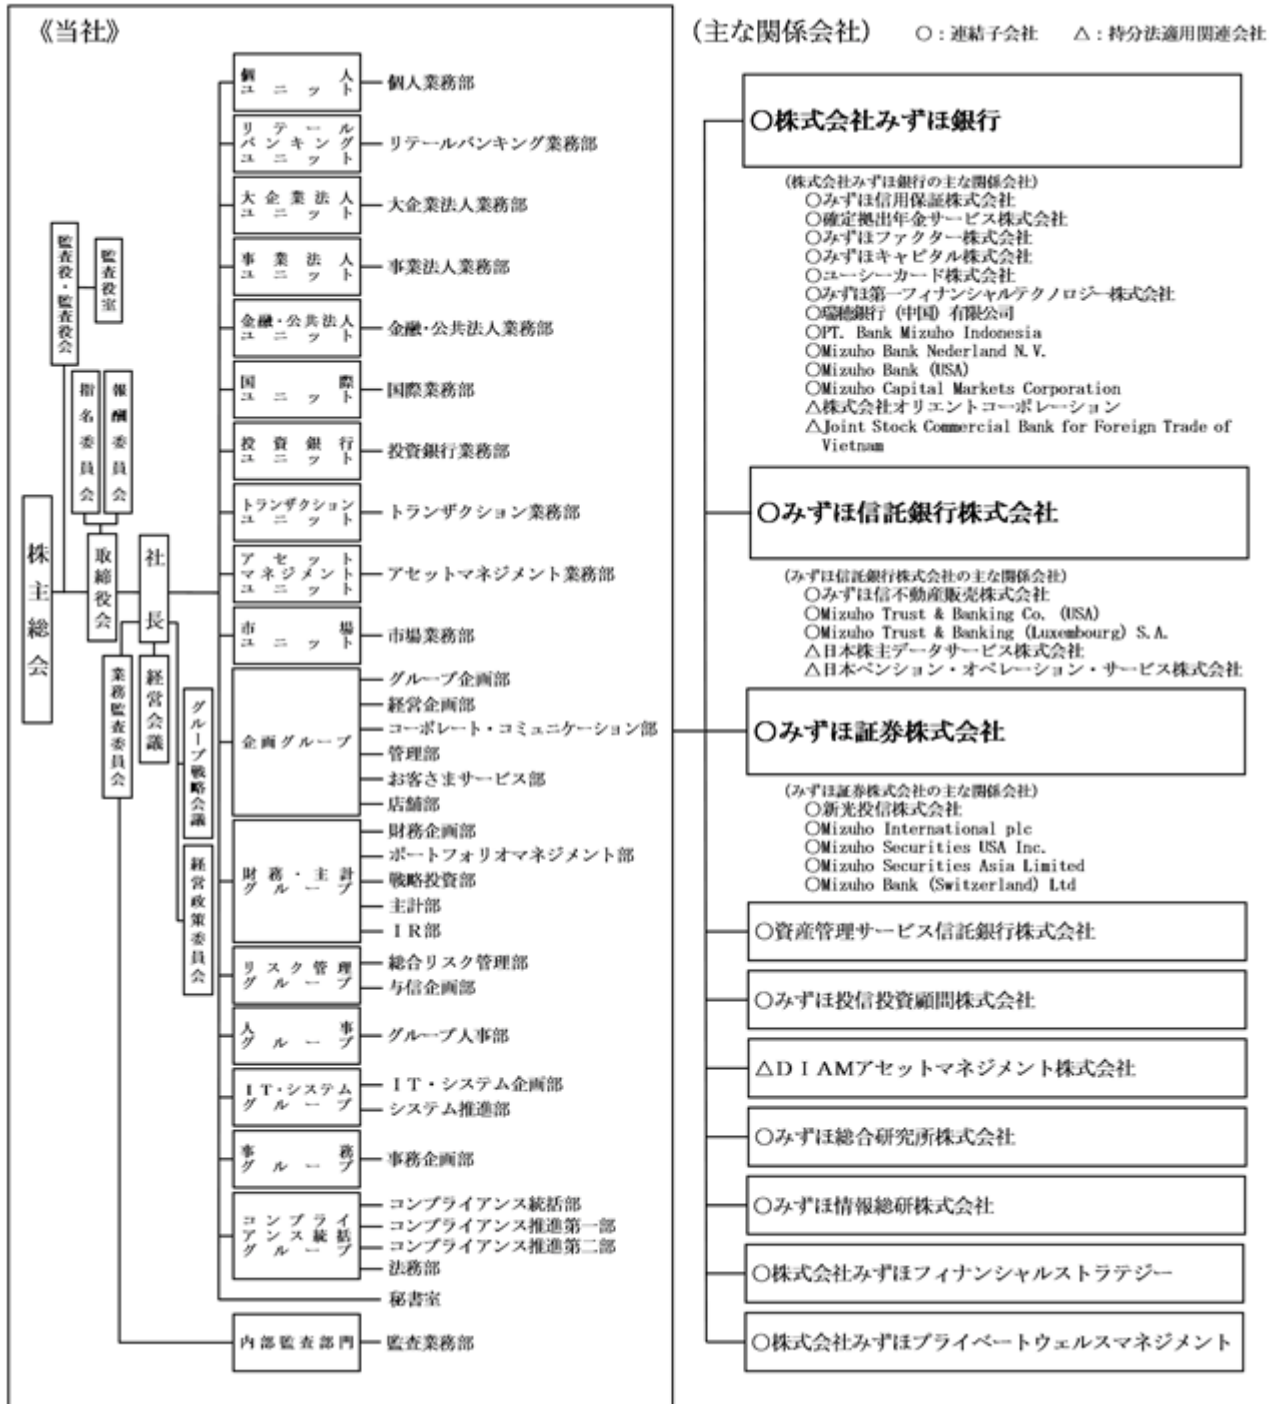 《当社》
株主総会
監査役・監査役会
監査役室
指名委員会
報酬委員会
取締役会
社長
業務監査委員会
経営会議
グループ戦略会議
経営政策委員会
個人
ユニット
個人業務部
リテール
バンキング
ユニット
リテールバンキング業務部
大企業法人
ユニット
大企業法人業務部
事業法人
ユニット
事業法人業務部
金融・公共法人
ユニット
金融・公共法人業務部
国際
ユニット
国際業務部
投資銀行
ユニット
投資銀行業務部
トランザクション
ユニット
トランザクション業務部
アセット
マネジメント
ユニット
アセットマネジメント業務部
市場
ユニット
市場業務部
企画グループ
グループ企画部
経営企画部
コーポレート・コミュニケーション部
管理部
お客さまサービス部
店舗部
財務・主計
グループ
財務企画部
ポートフォリオマネジメント部
戦略投資部
主計部
IR部
リスク管理
グループ
総合リスク管理部
与信企画部
人事
グループ
グループ人事部
IT・システム
グループ
IT・システム企画部
システム推進部
事務
グループ
事務企画部
コンプライ
アンス統括
グループ
コンプライアンス統括部
コンプライアンス推進第一部
コンプライアンス推進第二部
法務部
秘書室
内部監査部門
監査業務部
(主な関係会社) ○：連結子会社 △：持分法適用関連会社
○株式会社みずほ銀行
(株式会社みずほ銀行の主な関係会社)
○みずほ信用保証株式会社
○確定拠出年金サービス株式会社
○みずほファクター株式会社
○みずほキャピタル株式会社
○ユーシーカード株式会社
○みずほ第一フィナンシャルテクノロジー株式会社
○瑞穂銀行（中国）有限公司
○PT. Bank Mizuho Indonesia
○Mizuho Bank Nederland N.V.
○Mizuho Bank (USA)
○Mizuho Capital Markets Corporation
△株式会社オリエントコーポレーション
△Joint Stock Commercial Bank for Foreign Trade of
Vietnam
○みずほ信託銀行株式会社
(みずほ信託銀行株式会社の主な関係会社)
○みずほ信不動産販売株式会社
○Mizuho Trust & Banking Co. (USA)
○Mizuho Trust & Banking (Luxembourg) S.A.
△日本株主データサービス株式会社
△日本ペンション・オペレーション・サービス株式会社
○みずほ証券株式会社
(みずほ証券株式会社の主な関係会社)
○新光投信株式会社
○Mizuho International plc
○Mizuho Securities USA Inc.
○Mizuho Securities Asia Limited
○Mizuho Bank (Switzerland) Ltd
○資産管理サービス信託銀行株式会社
○みずほ投信投資顧問株式会社
△DIAMアセットマネジメント株式会社
○みずほ総合研究所株式会社
○みずほ情報総研株式会社
○株式会社みずほフィナンシャルストラテジー
○株式会社みずほプライベートウェルスマネジメント